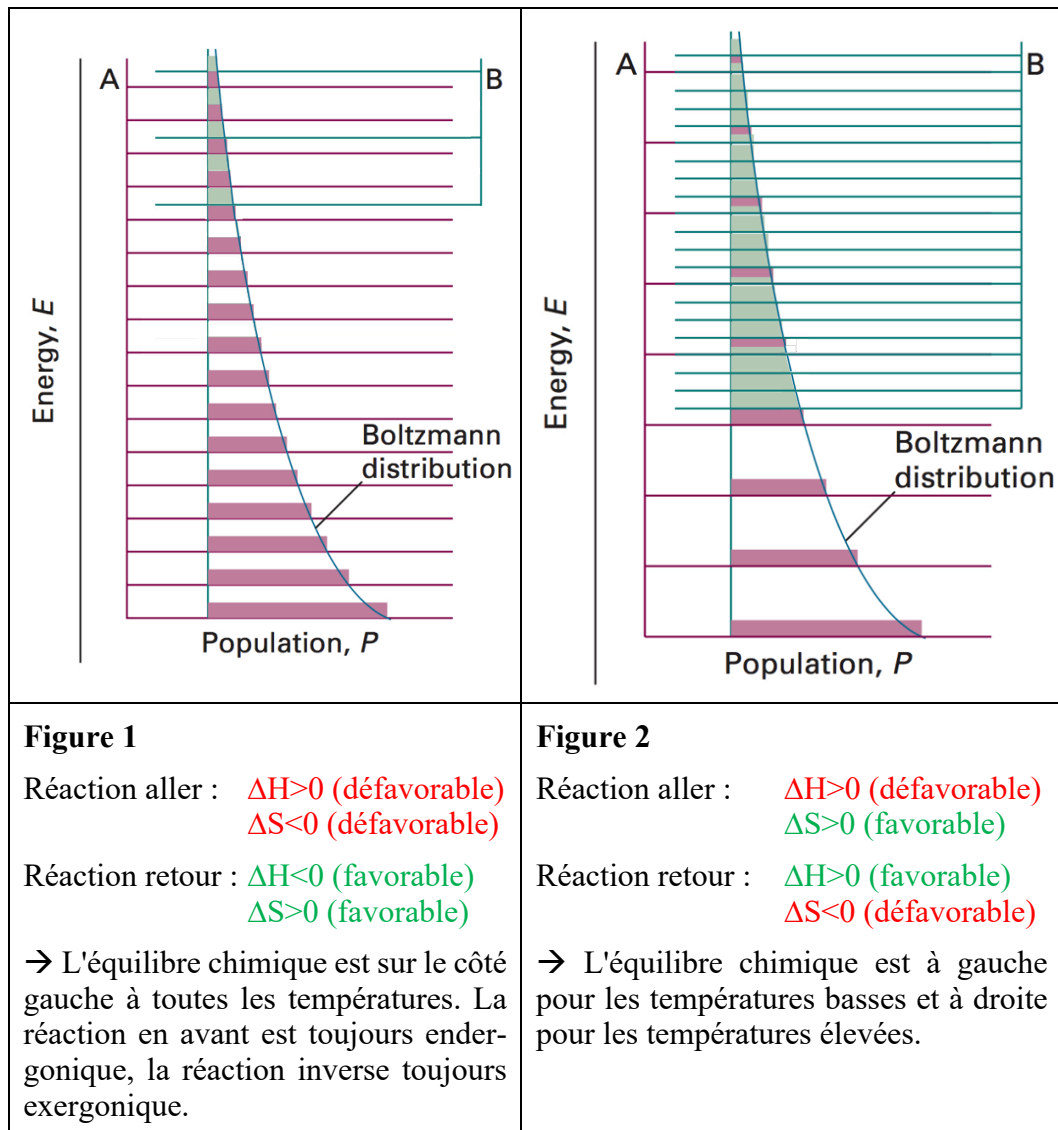 A
B
Energy, E
Boltzmann
distribution
Population, P
A
B
Energy, E
Boltzmann
distribution
Population, P
Figure 1
Réaction aller : ΔH>0 (défavorable)
ΔS<0 (défavorable)
Réaction retour : ΔH<0 (favorable)
ΔS>0 (favorable)
→ L'équilibre chimique est sur le côté
gauche à toutes les températures. La
réaction en avant est toujours ender-
gonique, la réaction inverse toujours
exergonique.
Figure 2
Réaction aller : ΔH>0 (défavorable)
ΔS>0 (favorable)
Réaction retour : ΔH>0 (favorable)
ΔS<0 (défavorable)
→ L'équilibre chimique est à gauche
pour les températures basses et à droite
pour les températures élevées.